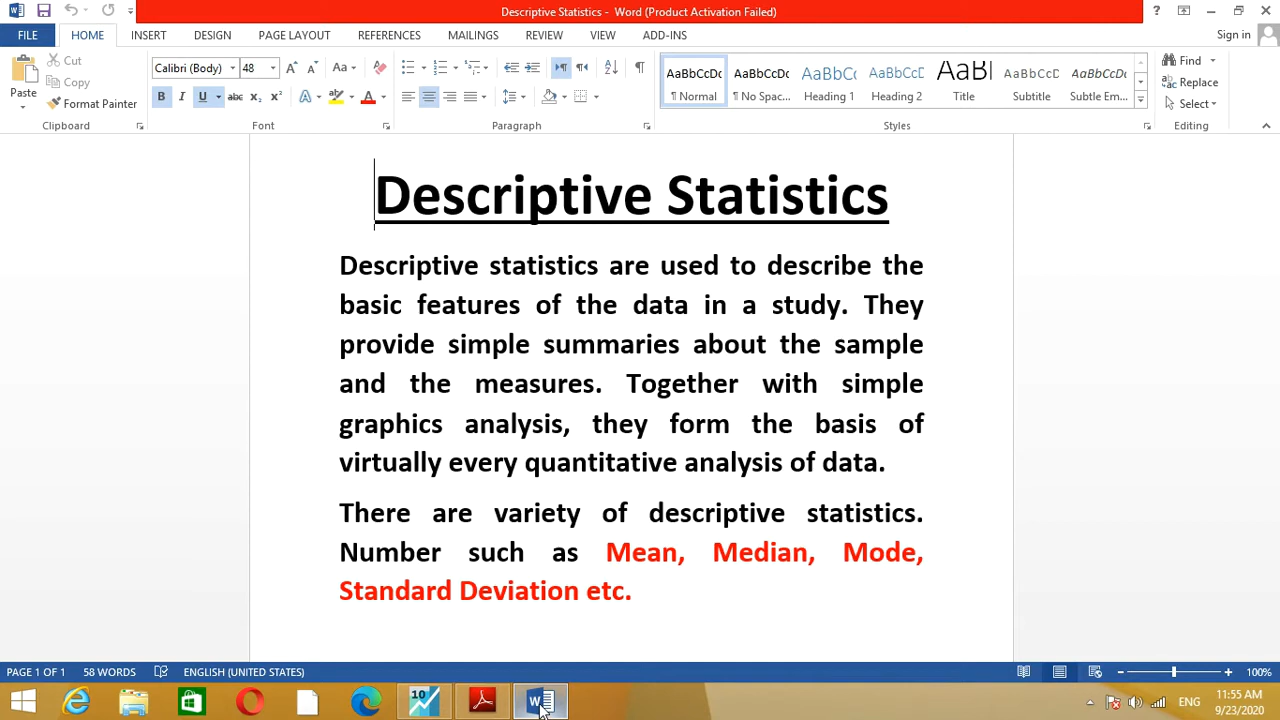 Descriptive Statistics - Word (Product Activation Failed)
?
FILE HOME INSERT DESIGN PAGE LAYOUT REFERENCES MAILINGS REVIEW VIEW ADD-INS Sign in
Paste
Cut
Copy
Format Painter
Clipboard
Calibri (Body) 48
Aa
B I U abc X₂ X² A A
Font
Paragraph
AaBbCcDc AaBbCcDc AaBbCc AaBbCcD AaBl AaBbCcD AaBbCcDc
¶ Normal ¶ No Spac... Heading 1 Heading 2 Title Subtitle Subtle Em...
Styles
Find
Replace
Select
Editing
Descriptive Statistics
Descriptive statistics are used to describe the
basic features of the data in a study. They
provide simple summaries about the sample
and the measures. Together with simple
graphics analysis, they form the basis of
virtually every quantitative analysis of data.
There are variety of descriptive statistics.
Number such as Mean, Median, Mode,
Standard Deviation etc.
PAGE 1 OF 1 58 WORDS ENGLISH (UNITED STATES) 100%
10
ENG
11:55 AM
9/23/2020